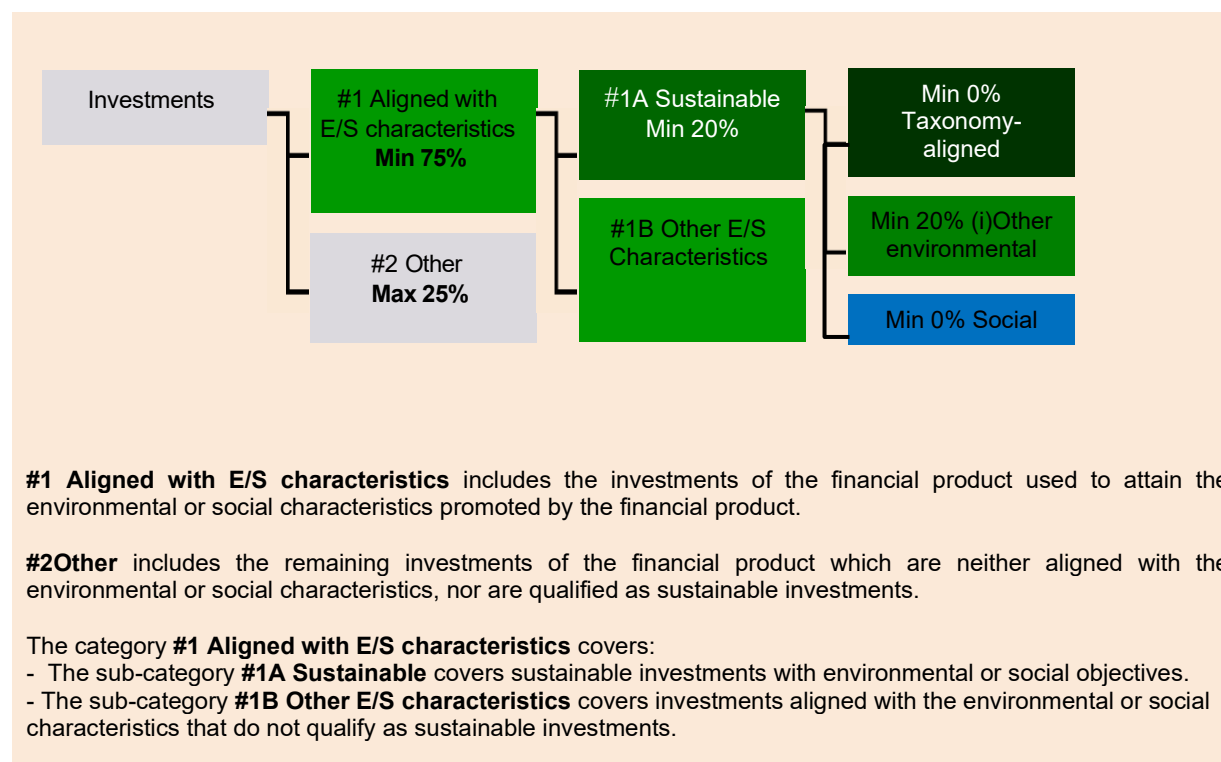 Investments
#1 Aligned with
E/S characteristics
Min 75%
#2 Other
Max 25%
#1A Sustainable
Min 20%
#1B Other E/S
Characteristics
Min 0%
Taxonomy-
aligned
Min 20% (i)Other
environmental
Min 0% Social
#1 Aligned with E/S characteristics includes the investments of the financial product used to attain the
environmental or social characteristics promoted by the financial product.
#2Other includes the remaining investments of the financial product which are neither aligned with the
environmental or social characteristics, nor are qualified as sustainable investments.
The category #1 Aligned with E/S characteristics covers:
- The sub-category #1A Sustainable covers sustainable investments with environmental or social objectives.
- The sub-category #1B Other E/S characteristics covers investments aligned with the environmental or social
characteristics that do not qualify as sustainable investments.